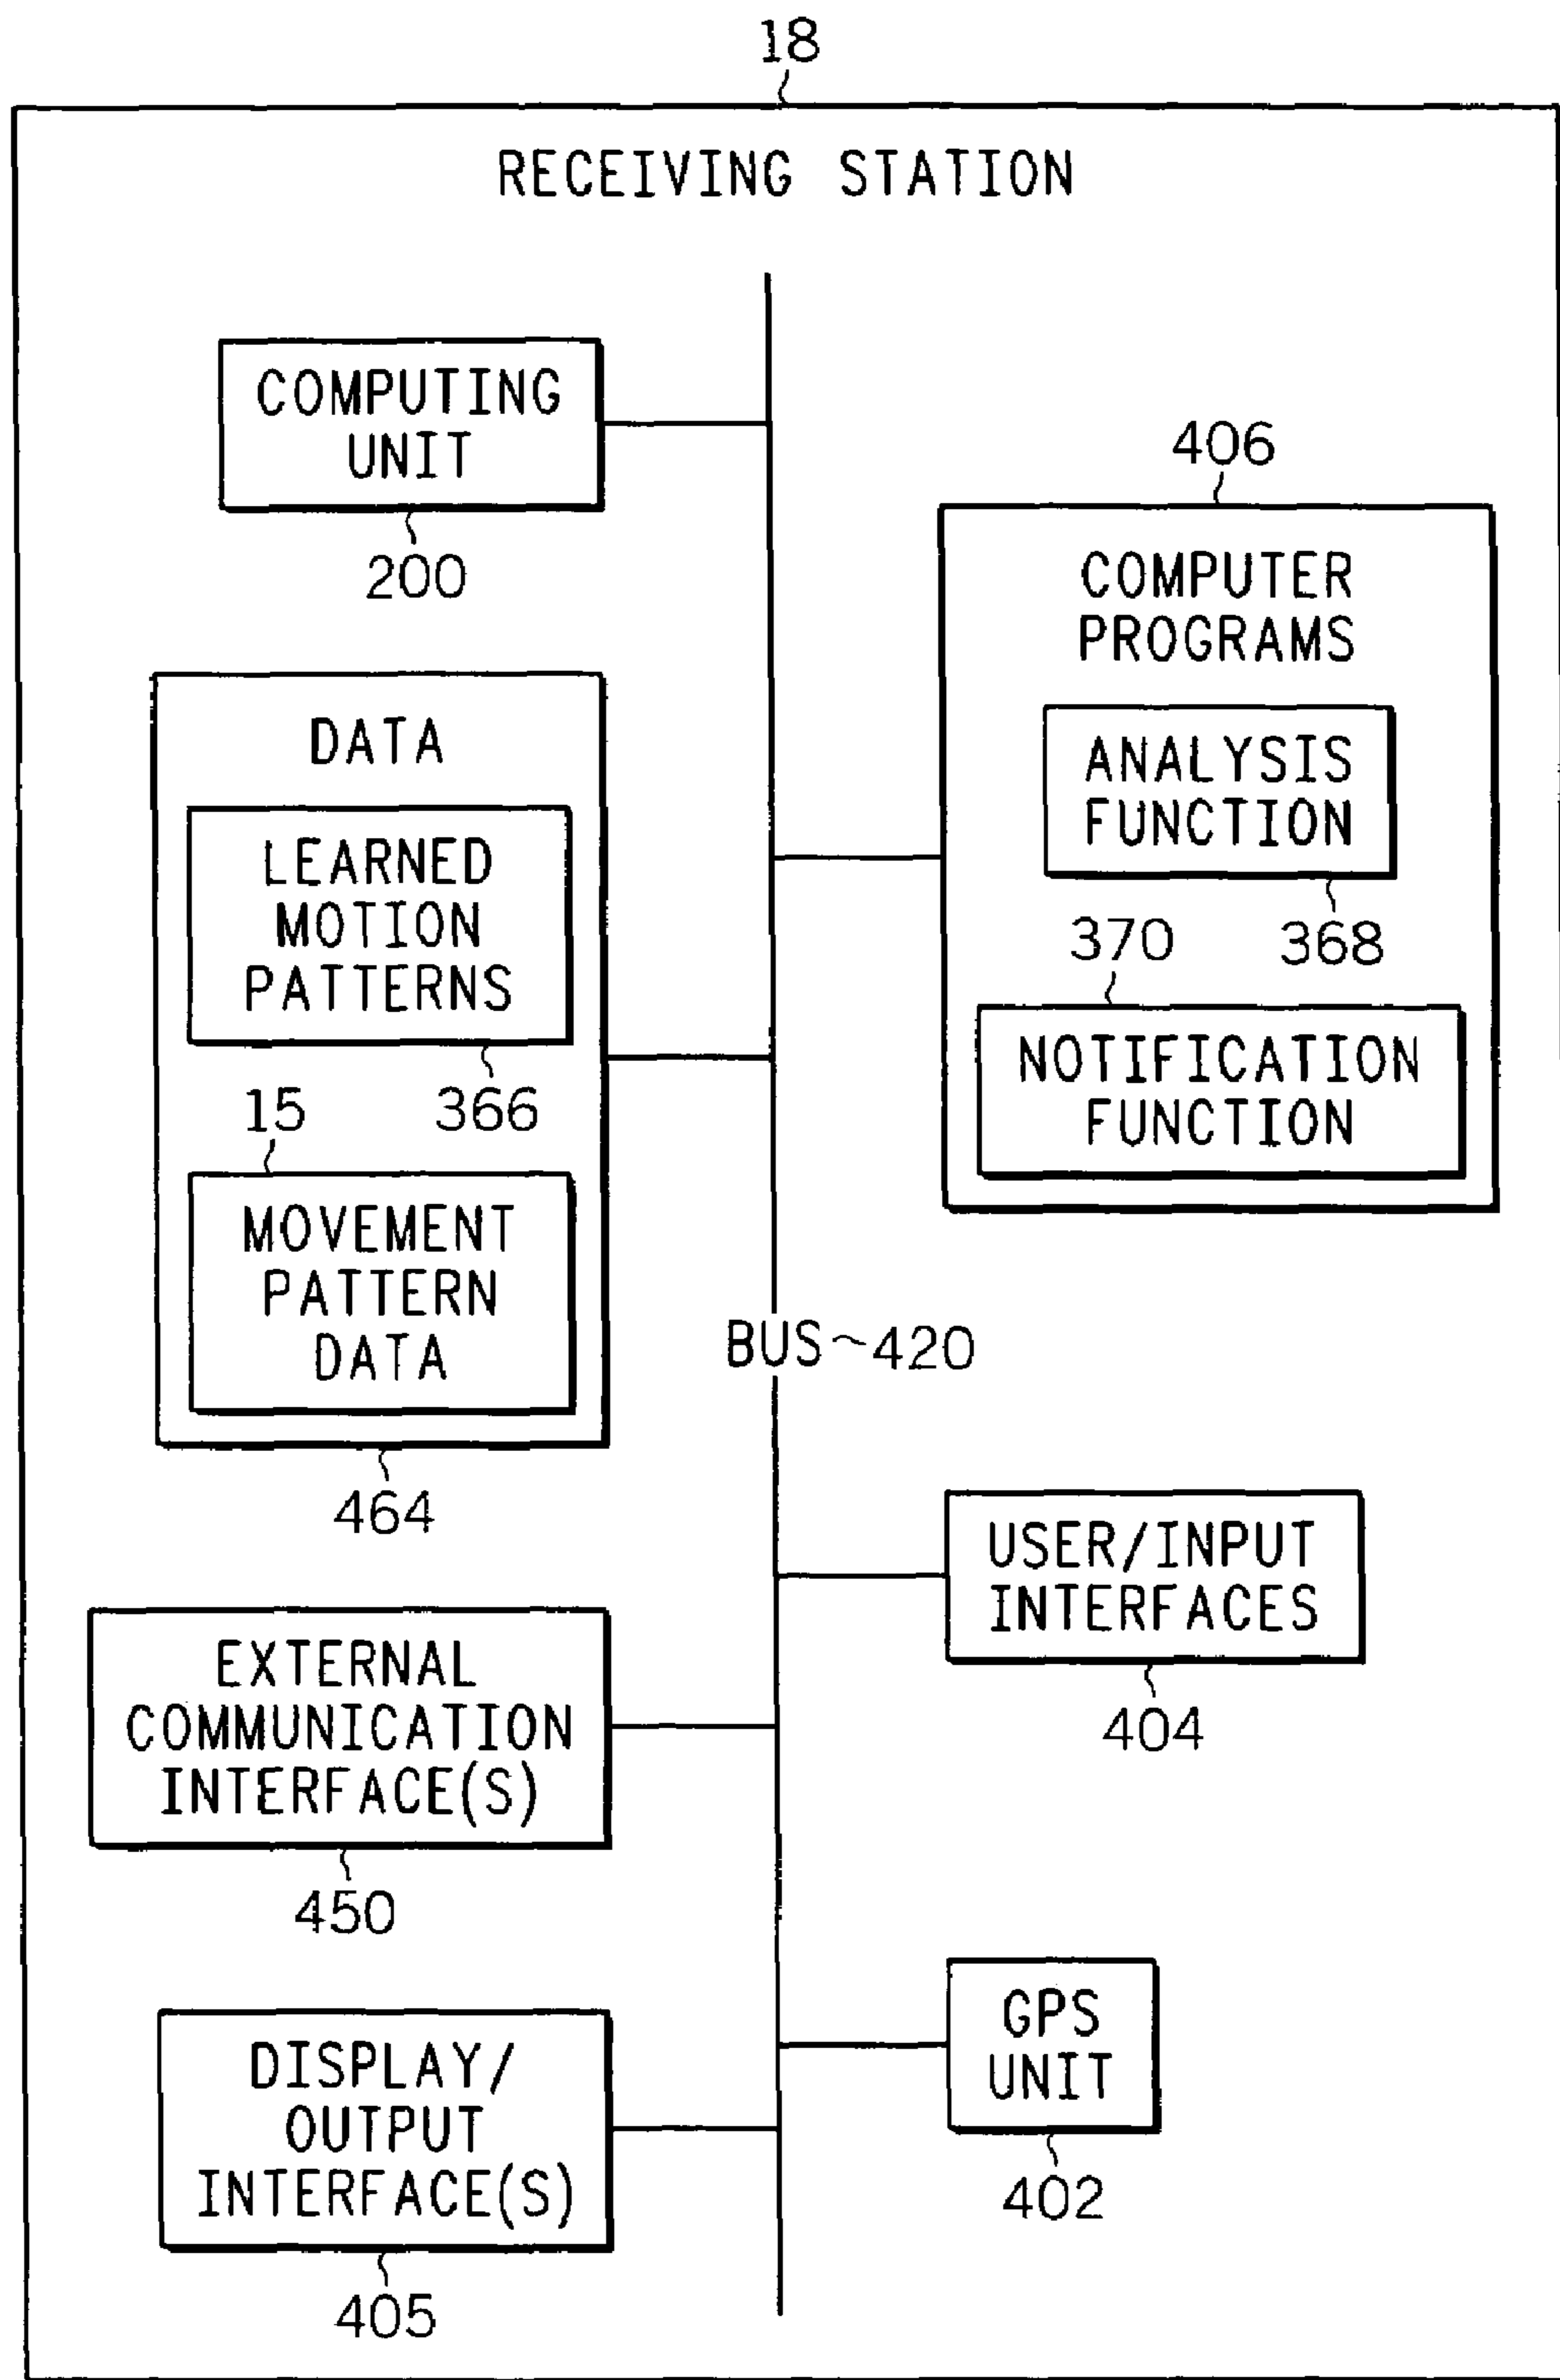 18
RECEIVING STATION
COMPUTING
UNIT
200
406
COMPUTER
PROGRAMS
ANALYSIS
FUNCTION
368
370
NOTIFICATION
FUNCTION
DATA
LEARNED
MOTION
PATTERNS
366
15
MOVEMENT
PATTERN
DATA
464
BUS~420
USER/INPUT
INTERFACES
404
EXTERNAL
COMMUNICATION
INTERFACE(S)
450
GPS
UNIT
402
DISPLAY/
OUTPUT
INTERFACE(S)
405